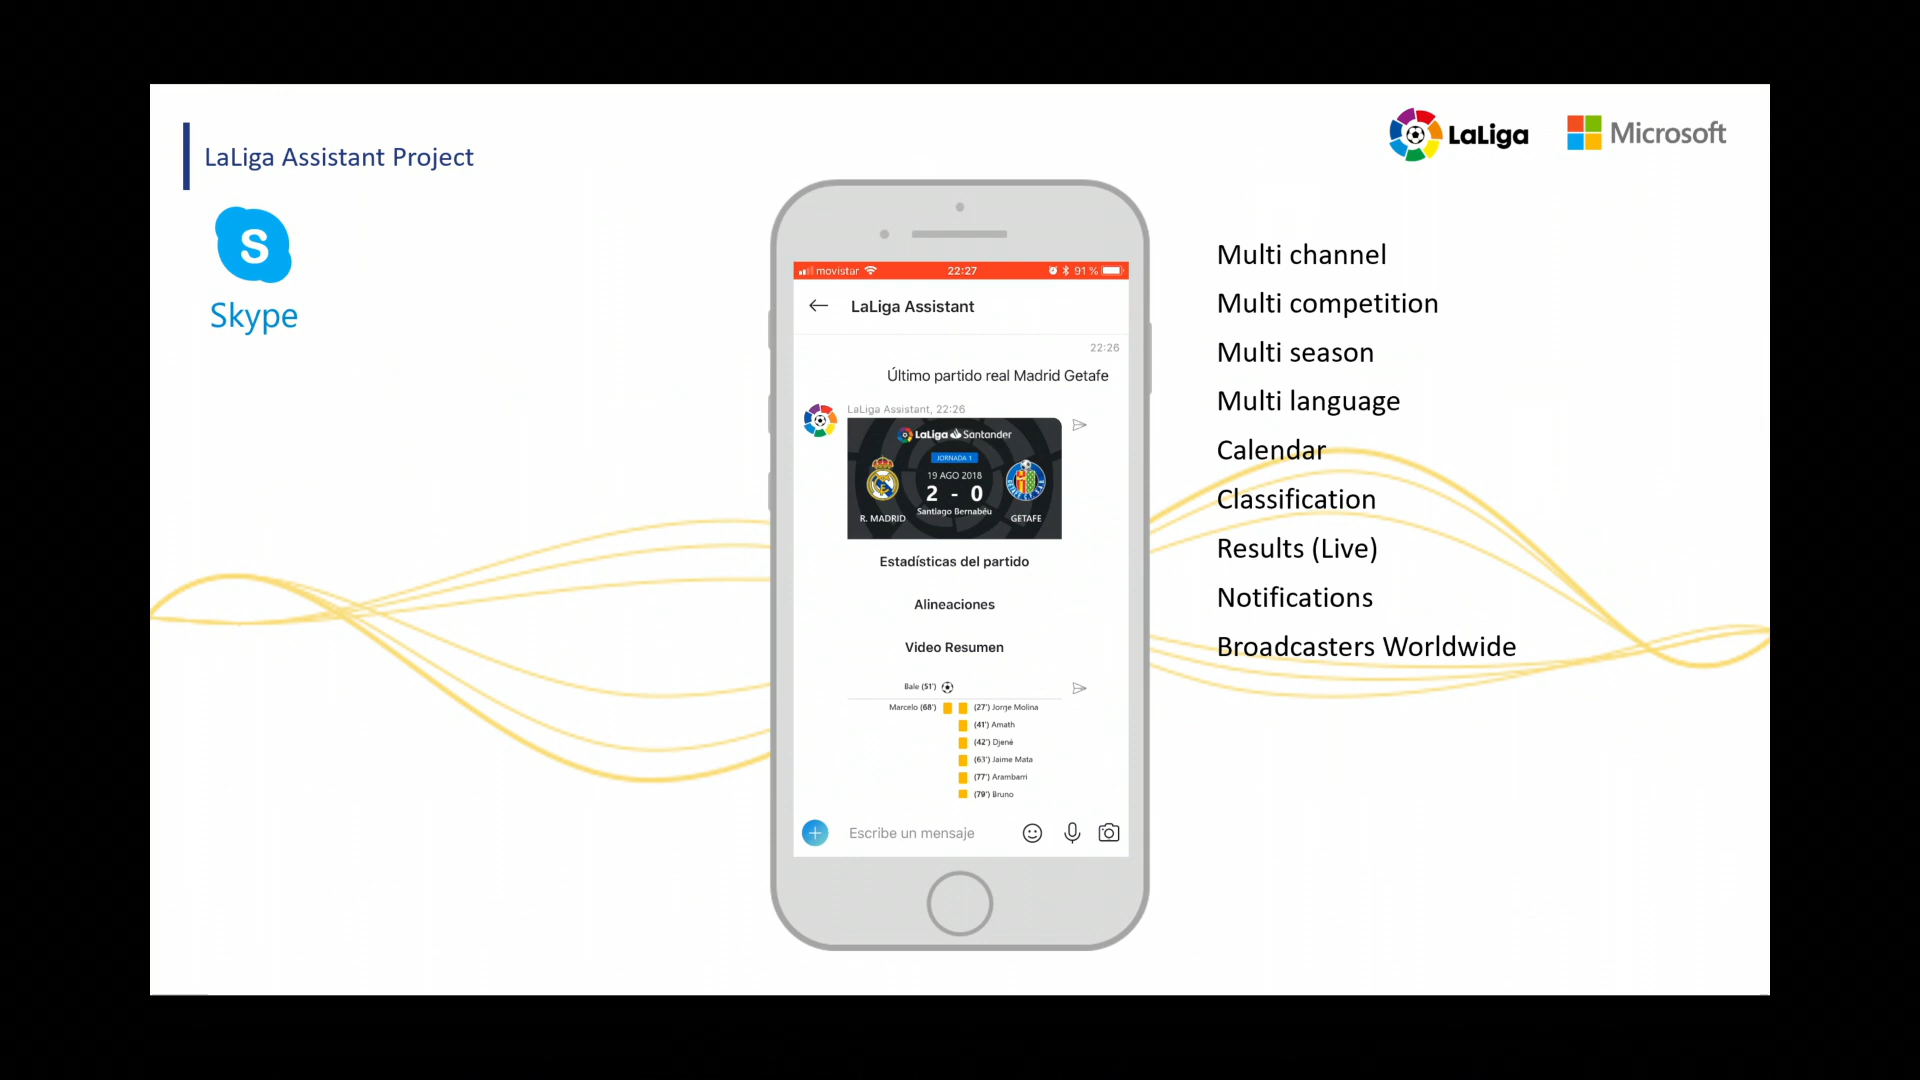 LaLiga Assistant Project
LaLiga
Microsoft
S
Skype
movistar 22:27 91 %
LaLiga Assistant
22:26
Último partido real Madrid Getafe
LaLiga Assistant, 22:26
LaLiga Santander
JORNADA 1
19 AGO 2018
2 - 0
Santiago Bernabéu
R. MADRID
GETAFE
Estadísticas del partido
Alineaciones
Video Resumen
Bale (51')
Marcelo (68') (27') Jorge Molina
(41') Amath
(42') Djené
(63') Jaime Mata
(77') Arambarri
(79') Bruno
Escribe un mensaje
Multi channel
Multi competition
Multi season
Multi language
Calendar
Classification
Results (Live)
Notifications
Broadcasters Worldwide